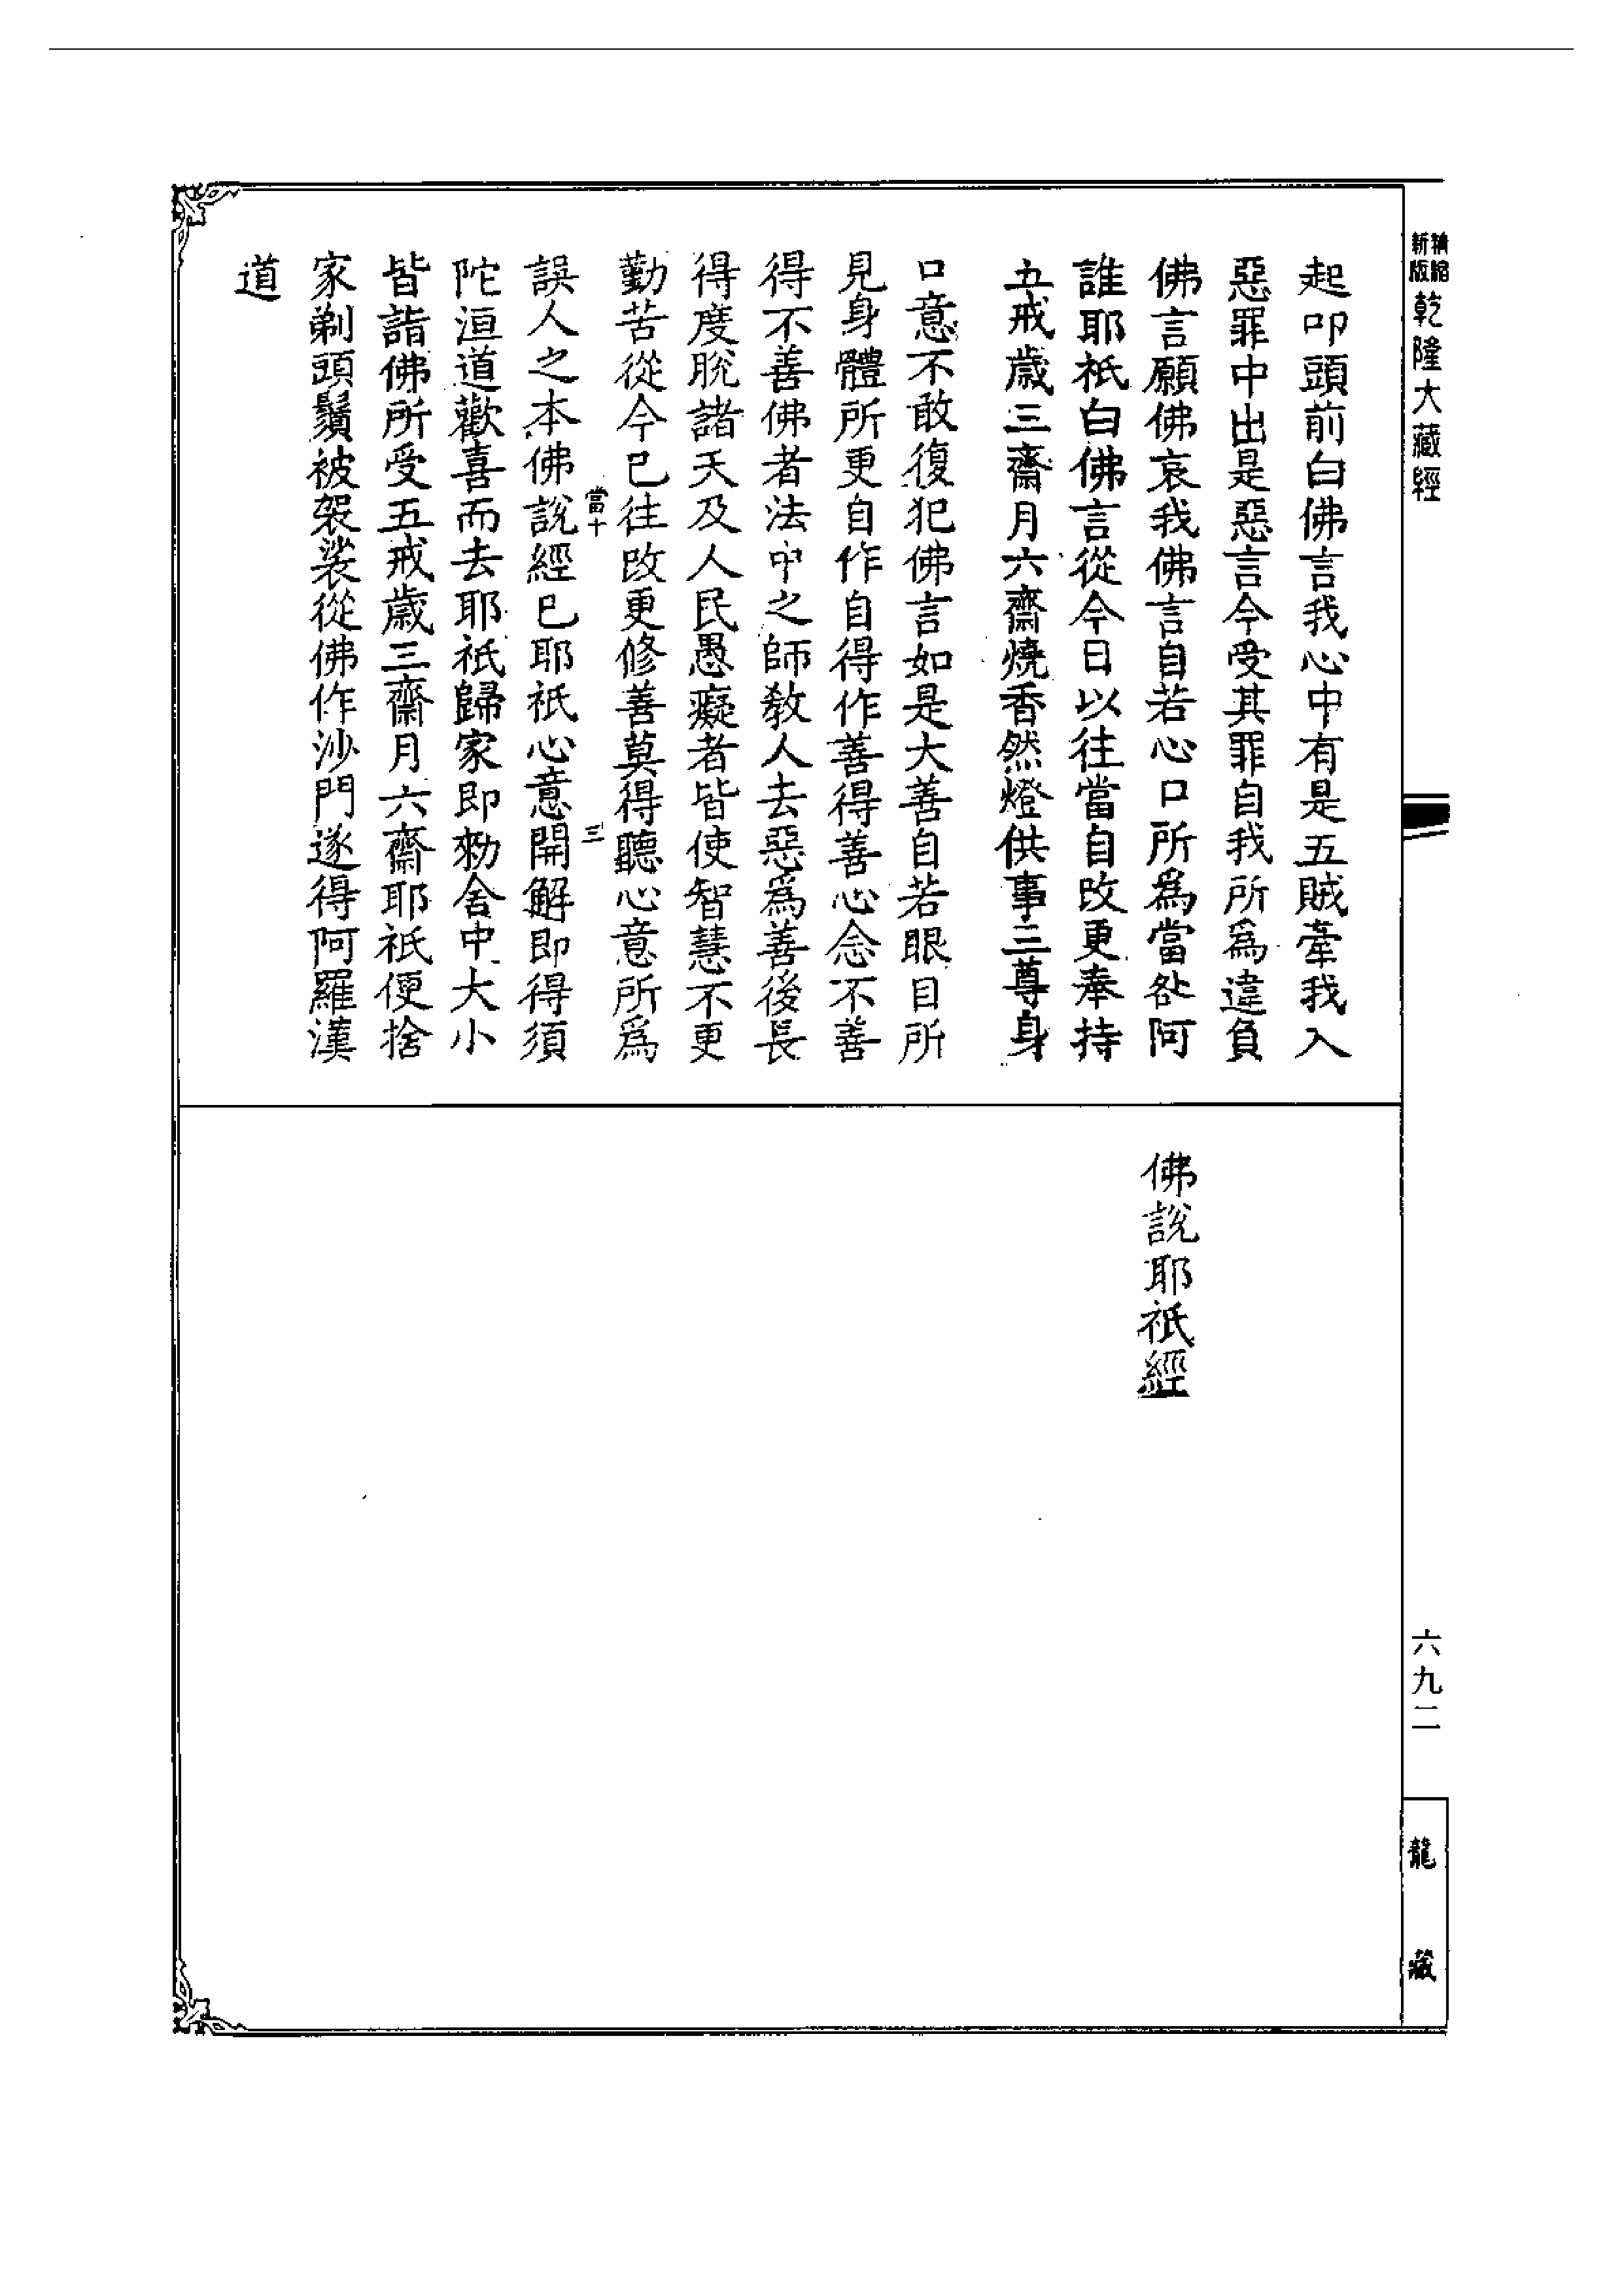 精縮
新版
乾隆大藏經
六九二
龍藏
起叩頭前白佛言我心中有是五賊牽我入
惡罪中出是惡言今受其罪自我所為違負
佛言願佛哀我佛言自若心口所為當咎阿
誰耶祇白佛言從今日以往當自改更奉持
五戒歲三齋月六齋燒香然燈供事三尊身
口意不敢復犯佛言如是大善自若眼目所
見身體所更自作自得作善得善心念不善
得不善佛者法中之師敎人去惡為善後長
得度脫諸天及人民愚癡者皆使智慧不更
勤苦從今已往改更修善莫得聽心意所為
當十
三
誤人之本佛說經已耶祇心意開解即得須
陀洹道歡喜而去耶祇歸家即勑舍中大小
皆詣佛所受五戒歲三齋月六齋耶祇便捨
家剃頭鬚被袈裟從佛作沙門遂得阿羅漢
道
佛說耶祇經